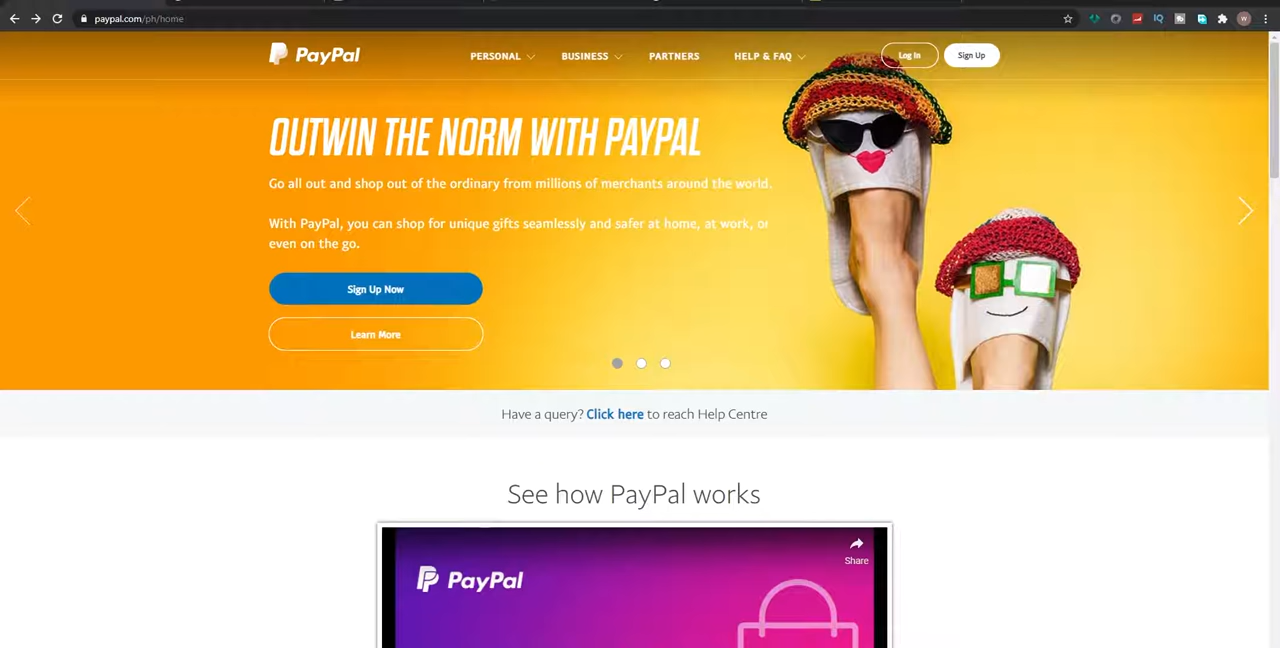 paypal.com/ph/home
IQ
W
PayPal
PERSONAL
BUSINESS
PARTNERS
HELP & FAQ
Log In
Sign Up
OUTWIN THE NORM WITH PAYPAL
Go all out and shop out of the ordinary from millions of merchants around the world.
With PayPal, you can shop for unique gifts seamlessly and safer at home, at work, or
even on the go.
Sign Up Now
Learn More
Have a query? Click here to reach Help Centre
See how PayPal works
Share
PayPal